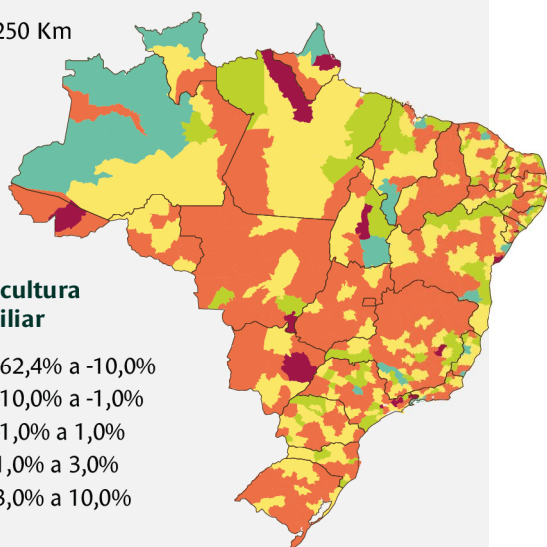 250 Km
cultura
iliar
62,4% a -10,0%
10,0% a -1,0%
1,0% a 1,0%
1,0% a 3,0%
3,0% a 10,0%